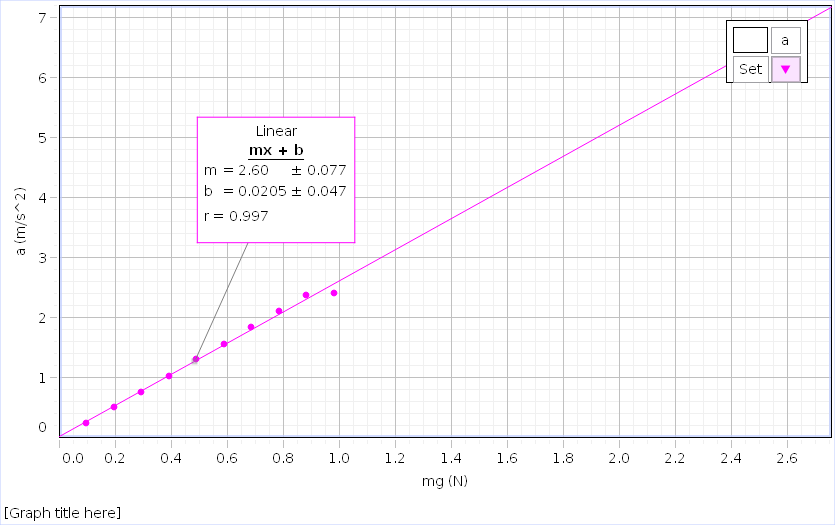 7
6
5
4
3
2
1
0
a (m/s^2)
Linear
mx + b
m = 2.60 ± 0.077
b = 0.0205 ± 0.047
r = 0.997
a
Set
0.0 0.2 0.4 0.6 0.8 1.0 1.2 1.4 1.6 1.8 2.0 2.2 2.4 2.6
mg (N)
[Graph title here]